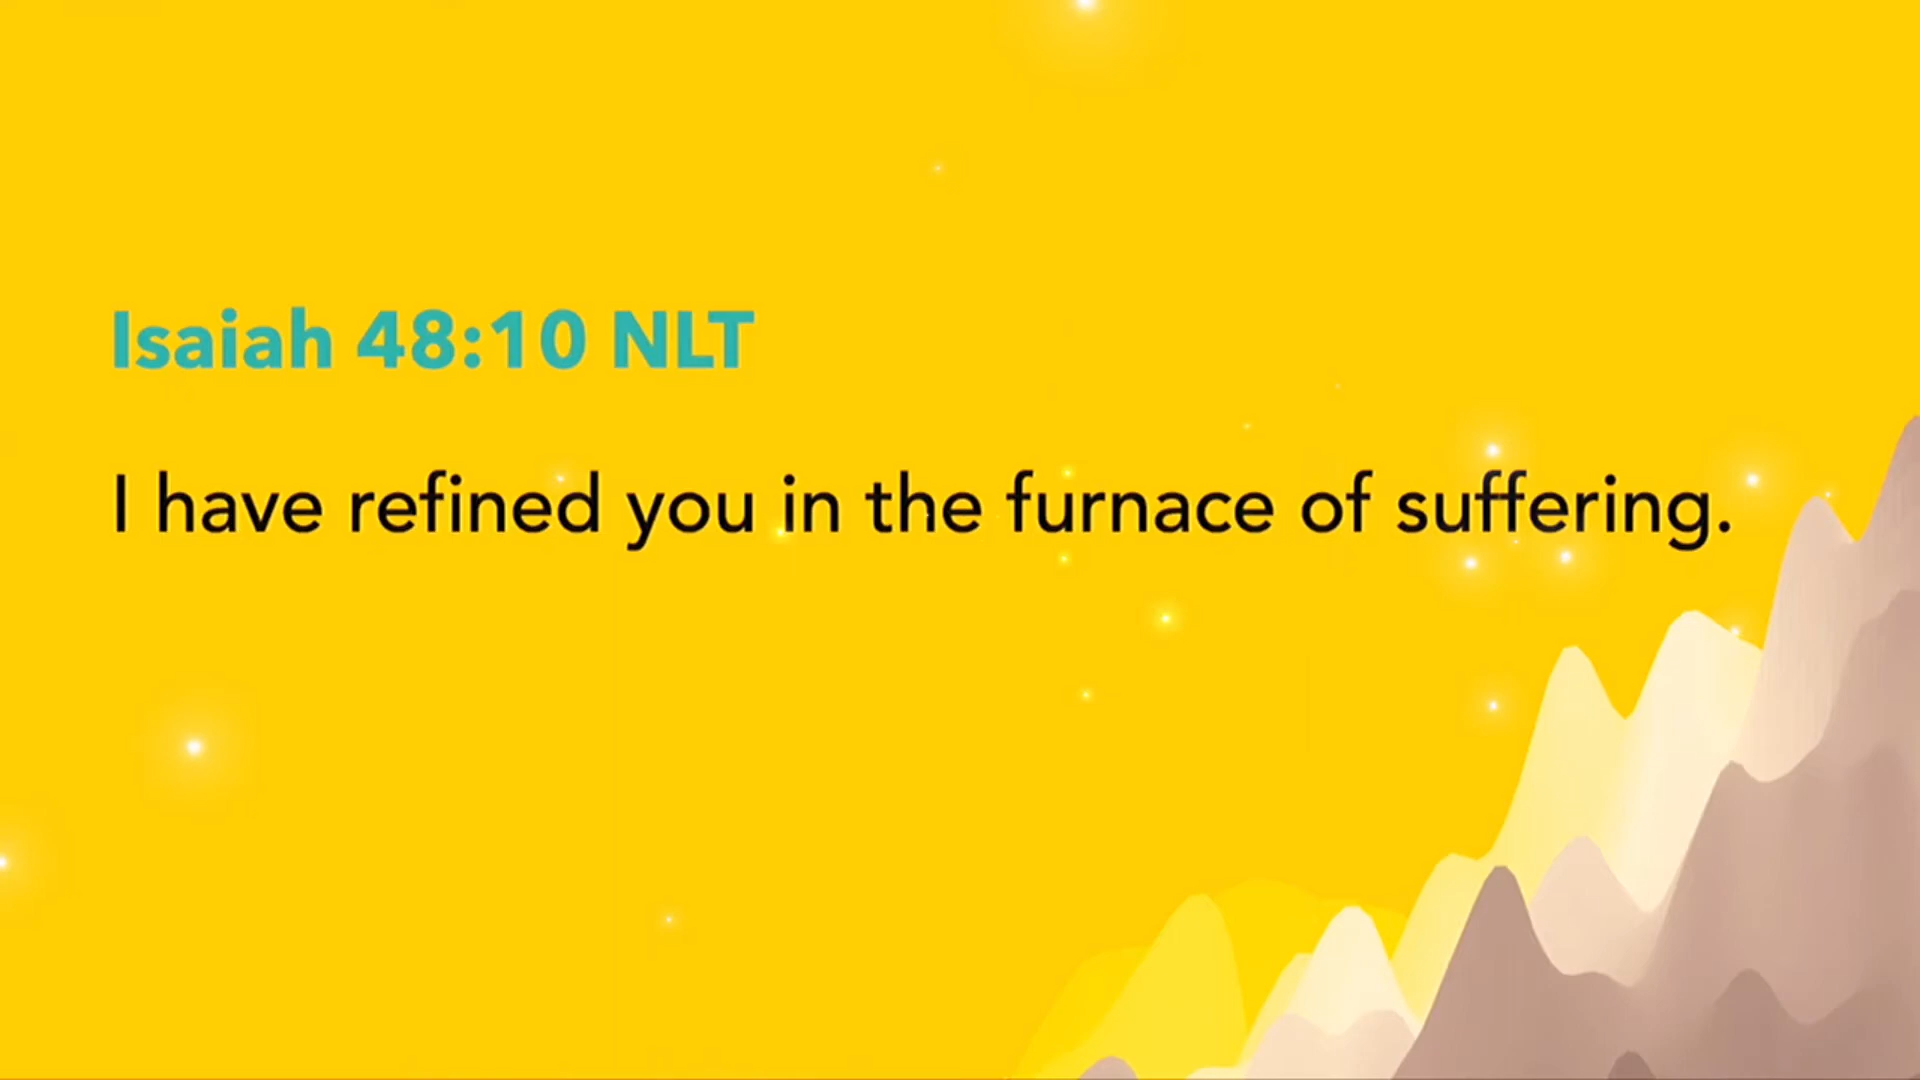 Isaiah 48:10 NLT
I have refined you in the furnace of suffering.